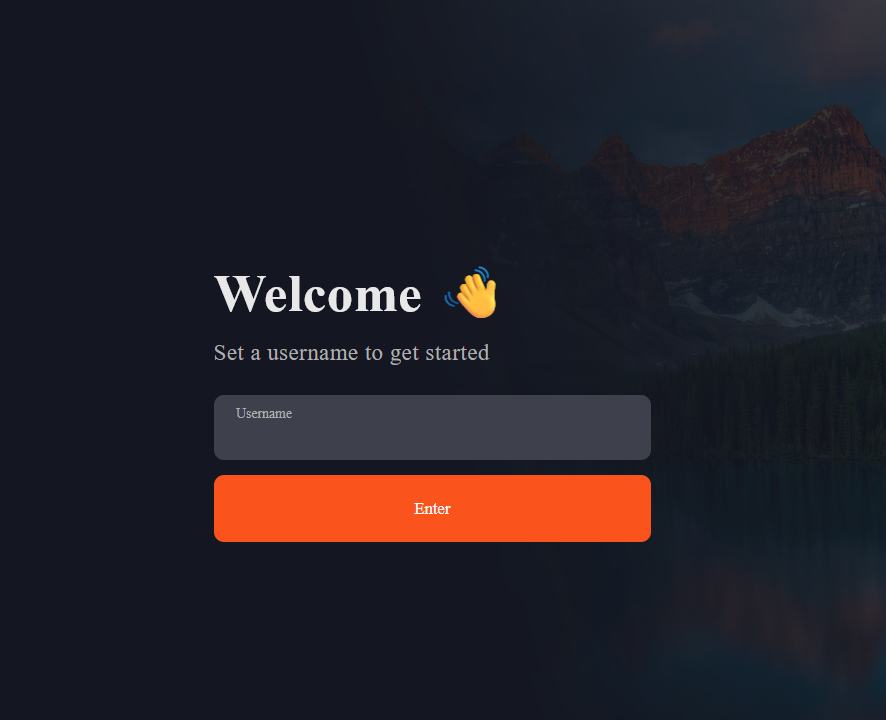 Welcome 👋
Set a username to get started
Username
Enter